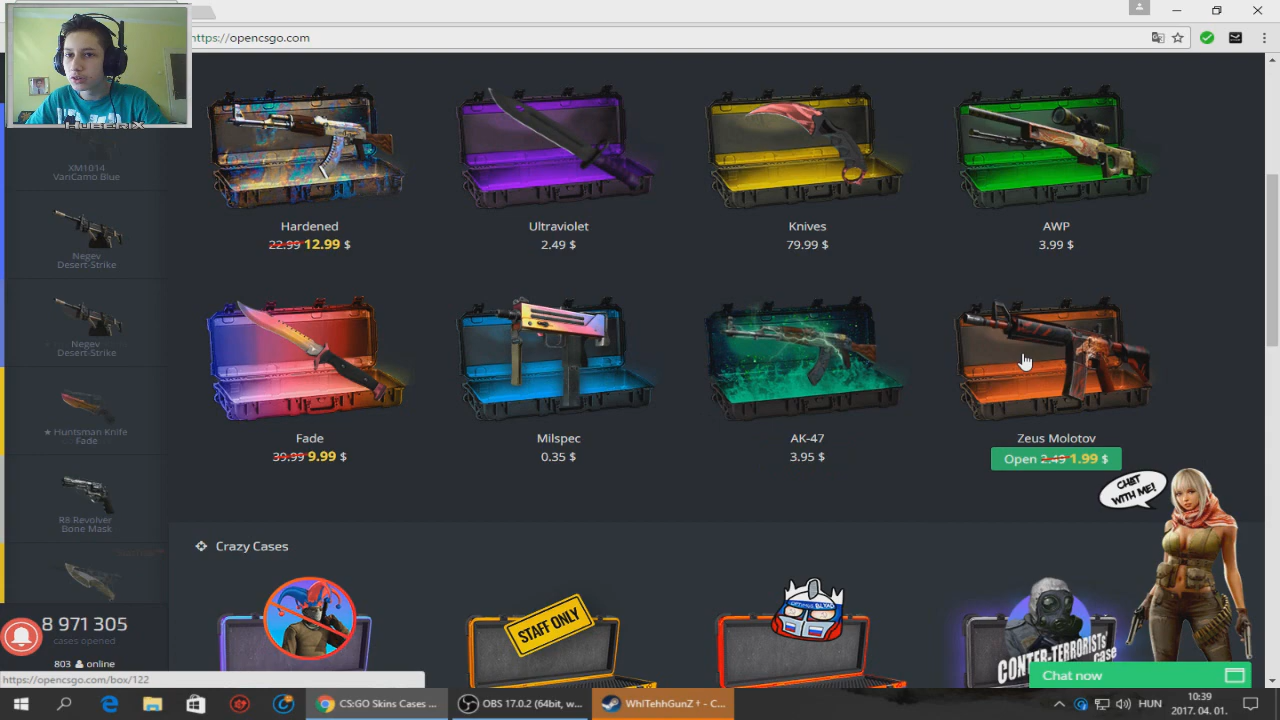 https://opencsgo.com
XM1014
VariCamo Blue
Negev
Desert-Strike
Negev
Desert-Strike
★ Huntsman Knife
Fade
R8 Revolver
Bone Mask
8 971 305
cases opened
803 online
Hardened
22.99 12.99 $
Ultraviolet
2.49 $
Knives
79.99 $
AWP
3.99 $
Fade
39.99 9.99 $
Milspec
0.35 $
AK-47
3.95 $
Zeus Molotov
Open 2.49 1.99 $
CHAT
WITH ME!
Crazy Cases
STAFF ONLY
CONTER-TERRORISTS
Case
Chat now
https://opencsgo.com/box/122
CS:GO Skins Cases ...
OBS 17.0.2 (64bit, w...
WhITehhGunZ † - C...
HUN
10:39
2017. 04. 01.